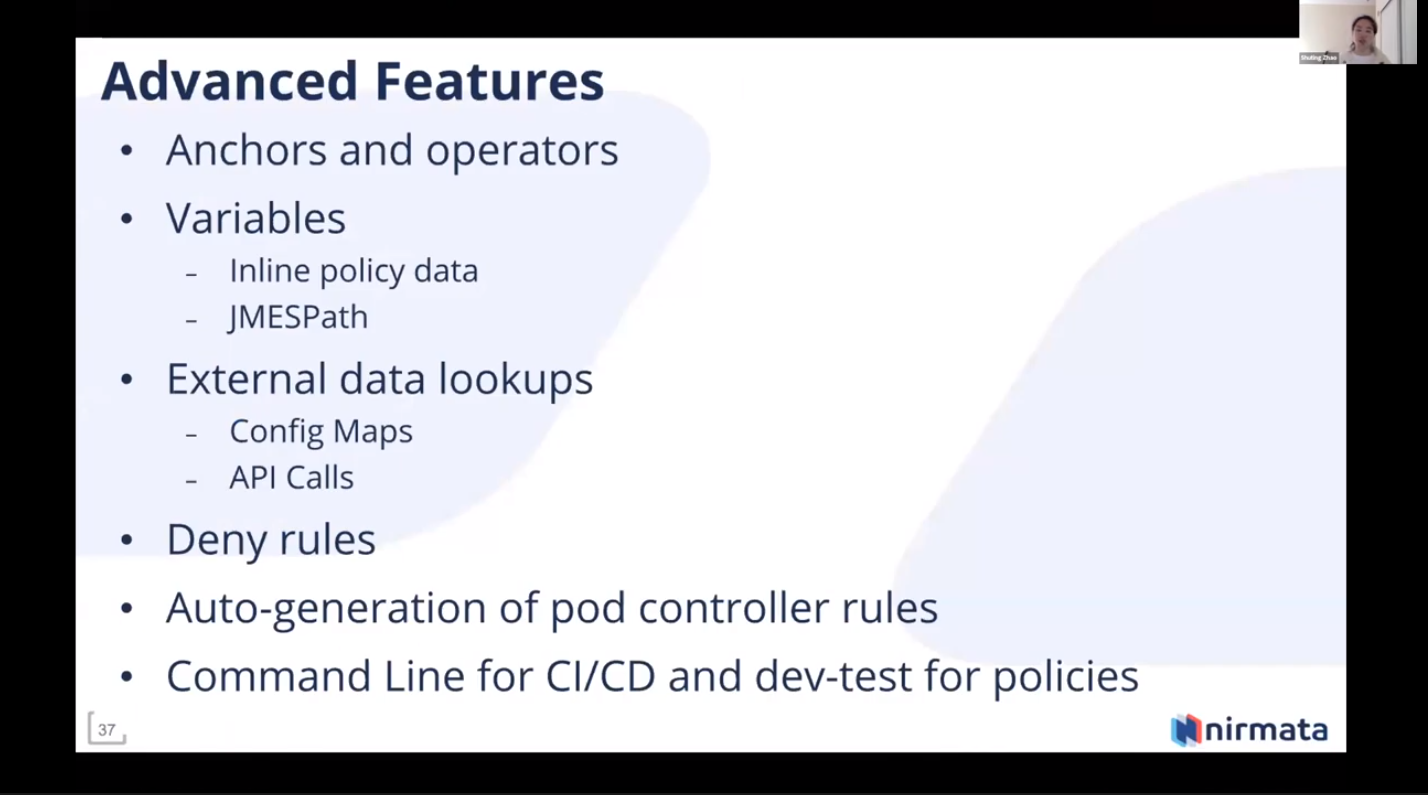 Shuting Zhao
Advanced Features
• Anchors and operators
• Variables
– Inline policy data
– JMESPath
• External data lookups
– Config Maps
– API Calls
• Deny rules
• Auto-generation of pod controller rules
• Command Line for CI/CD and dev-test for policies
37
nirmata